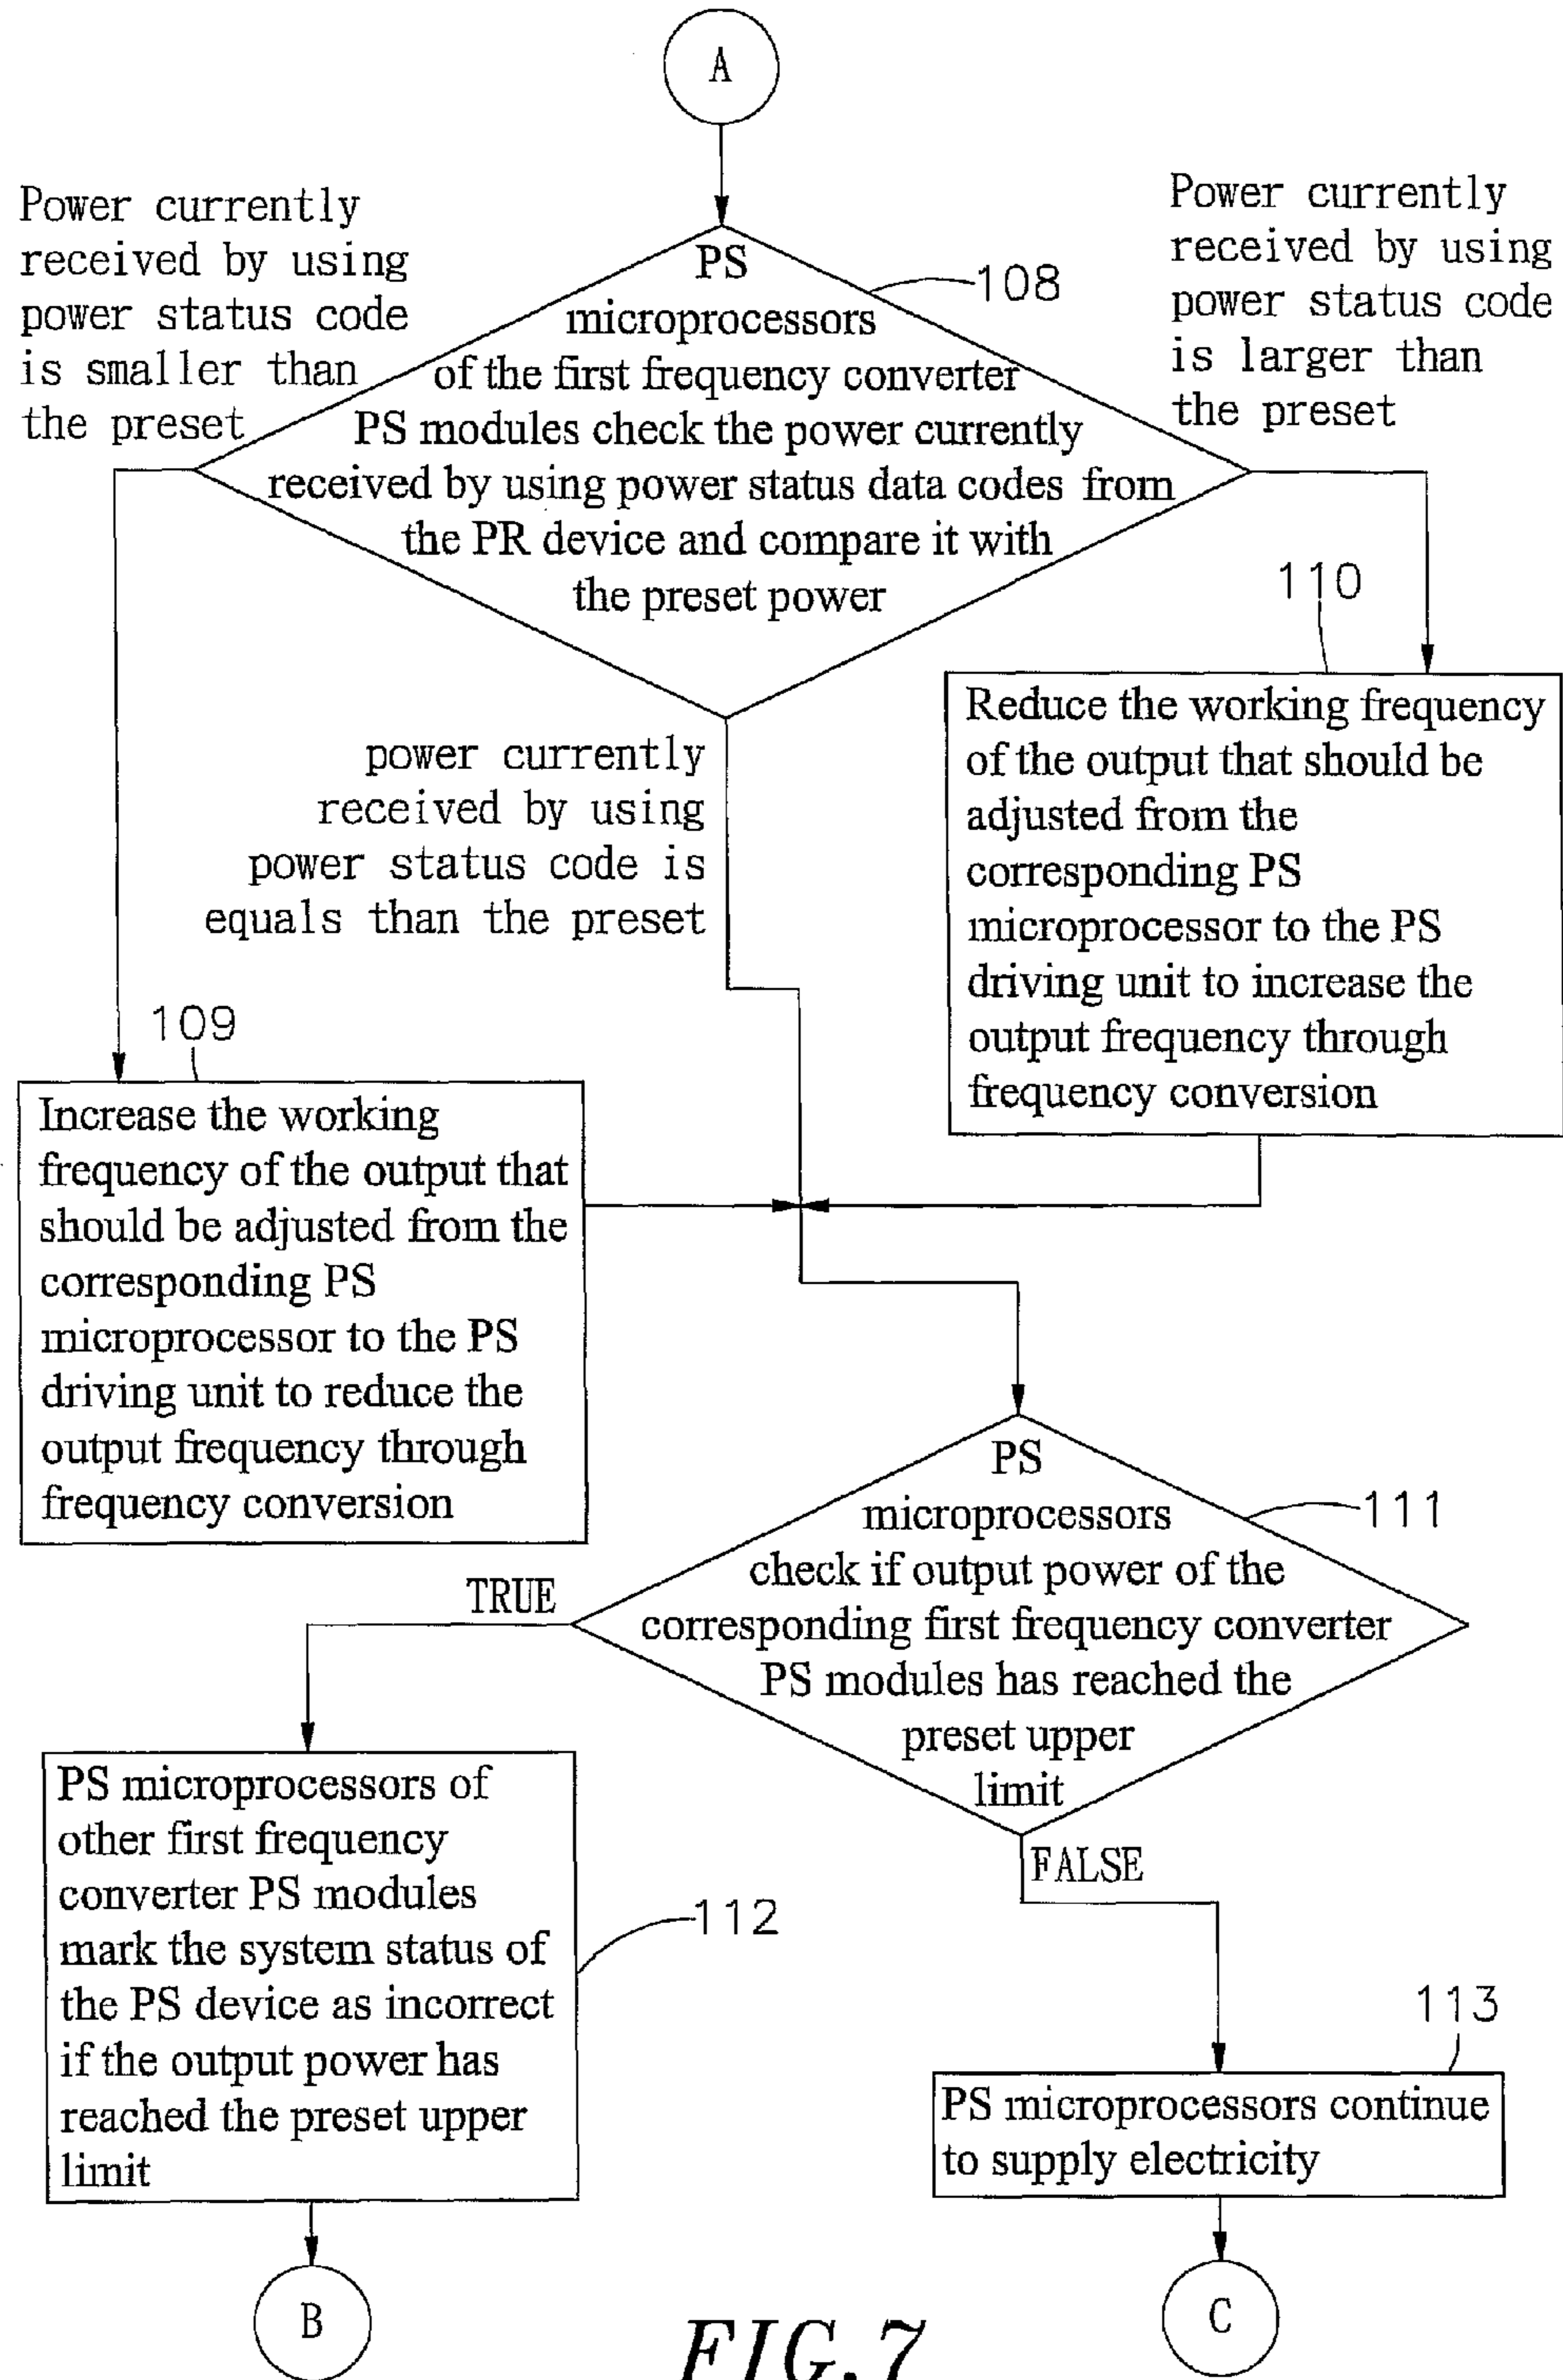 A
Power currently
received by using
power status code
is smaller than
the preset
Power currently
received by using
power status code
is larger than
the preset
PS
microprocessors
of the first frequency converter
PS modules check the power currently
received by using power status data codes from
the PR device and compare it with
the preset power
108
110
Reduce the working frequency
of the output that should be
adjusted from the
corresponding PS
microprocessor to the PS
driving unit to increase the
output frequency through
frequency conversion
power currently
received by using
power status code is
equals than the preset
109
Increase the working
frequency of the output that
should be adjusted from the
corresponding PS
microprocessor to the PS
driving unit to reduce the
output frequency through
frequency conversion
PS
microprocessors
check if output power of the
corresponding first frequency converter
PS modules has reached the
preset upper
limit
111
TRUE
FALSE
PS microprocessors of
other first frequency
converter PS modules
mark the system status of
the PS device as incorrect
if the output power has
reached the preset upper
limit
112
113
PS microprocessors continue
to supply electricity
B
C
FIG.7